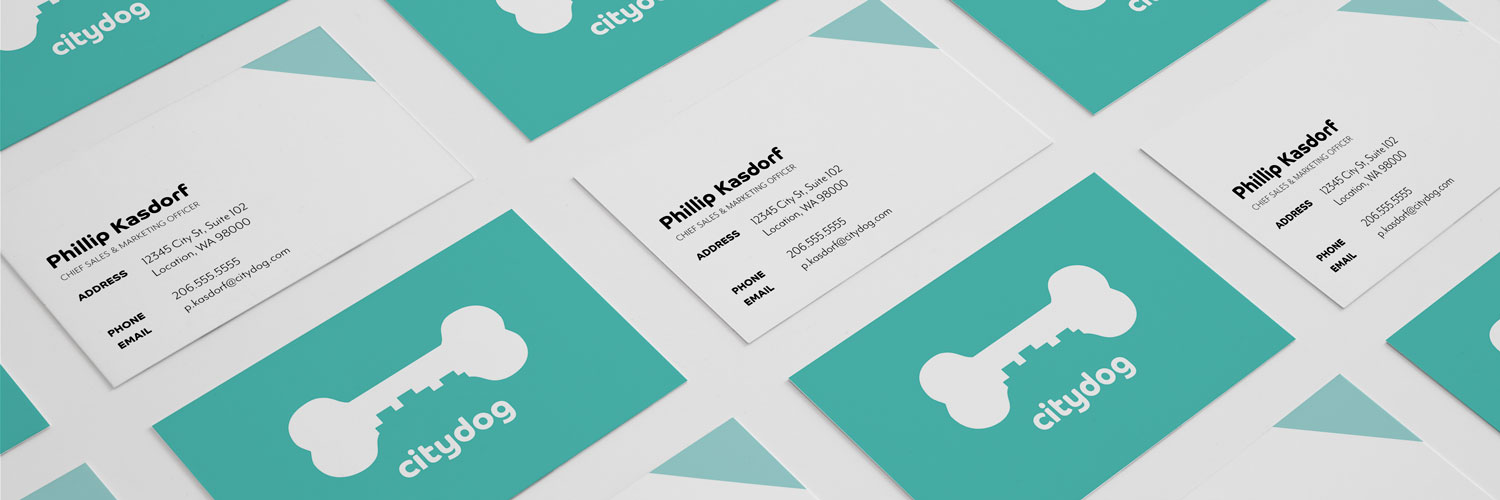 citydog
citydog
citydog
Phillip Kasdorf
CHIEF SALES & MARKETING OFFICER
ADDRESS 12345 City St, Suite 102
Location, WA 98000
PHONE 206.555.5555
EMAIL p.kasdorf@citydog.com
Phillip Kasdorf
CHIEF SALES & MARKETING OFFICER
ADDRESS 12345 City St, Suite 102
Location, WA 98000
PHONE 206.555.5555
EMAIL p.kasdorf@citydog.com
Phillip Kasdorf
CHIEF SALES & MARKETING OFFICER
ADDRESS 12345 City St, Suite 102
Location, WA 98000
PHONE 206.555.5555
EMAIL p.kasdorf@citydog.com
citydog
citydog